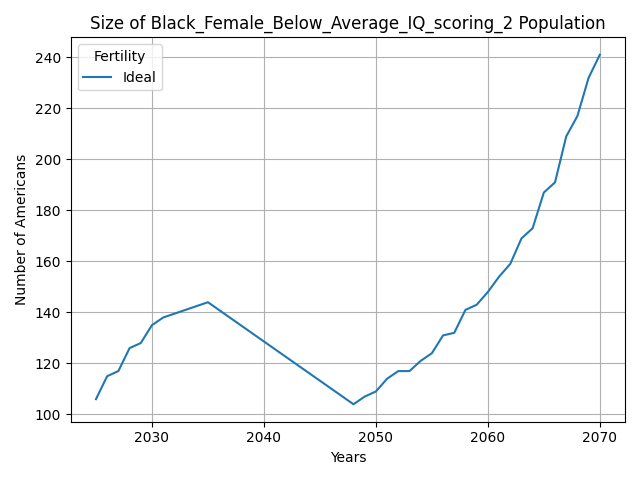 Size of Black_Female_Below_Average_IQ_scoring_2 Population
Fertility
Ideal
Number of Americans
240
220
200
180
160
140
120
100
2030 2040 2050 2060 2070
Years